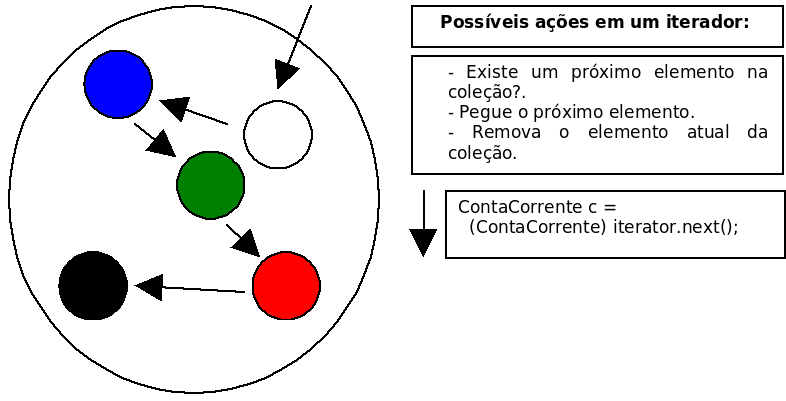 Possíveis ações em um iterador:
- Existe um próximo elemento na
coleção?.
- Pegue o próximo elemento.
- Remova o elemento atual da
coleção.
ContaCorrente c =
(ContaCorrente) iterator.next();